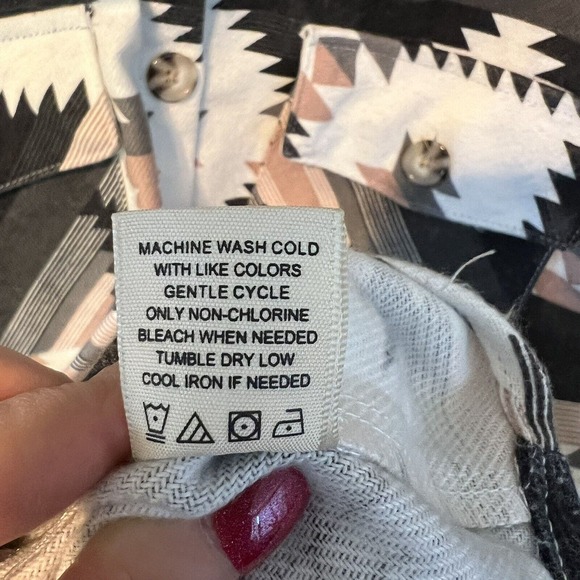 MACHINE WASH COLD
WITH LIKE COLORS
GENTLE CYCLE
ONLY NON-CHLORINE
BLEACH WHEN NEEDED
TUMBLE DRY LOW
COOL IRON IF NEEDED